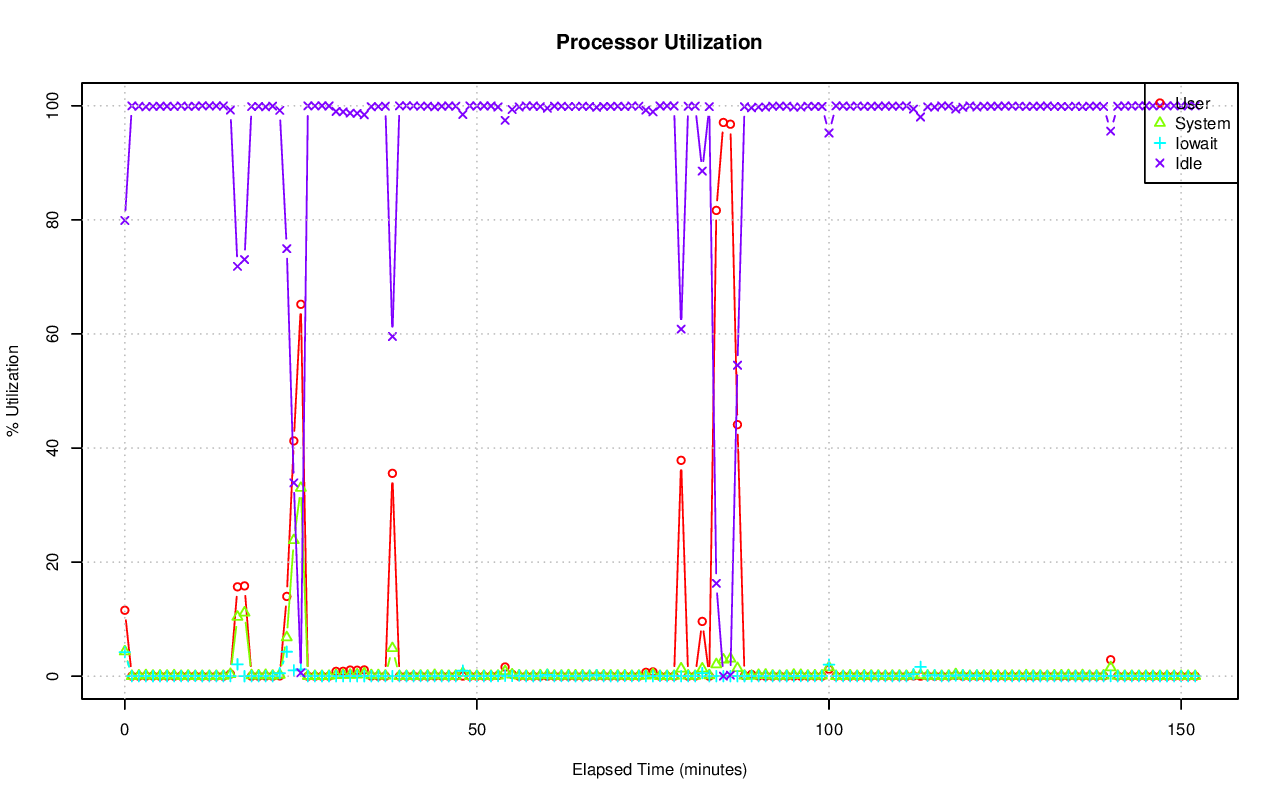 Processor Utilization
% Utilization
100
80
60
40
20
0
User
System
Iowait
Idle
0 50 100 150
Elapsed Time (minutes)